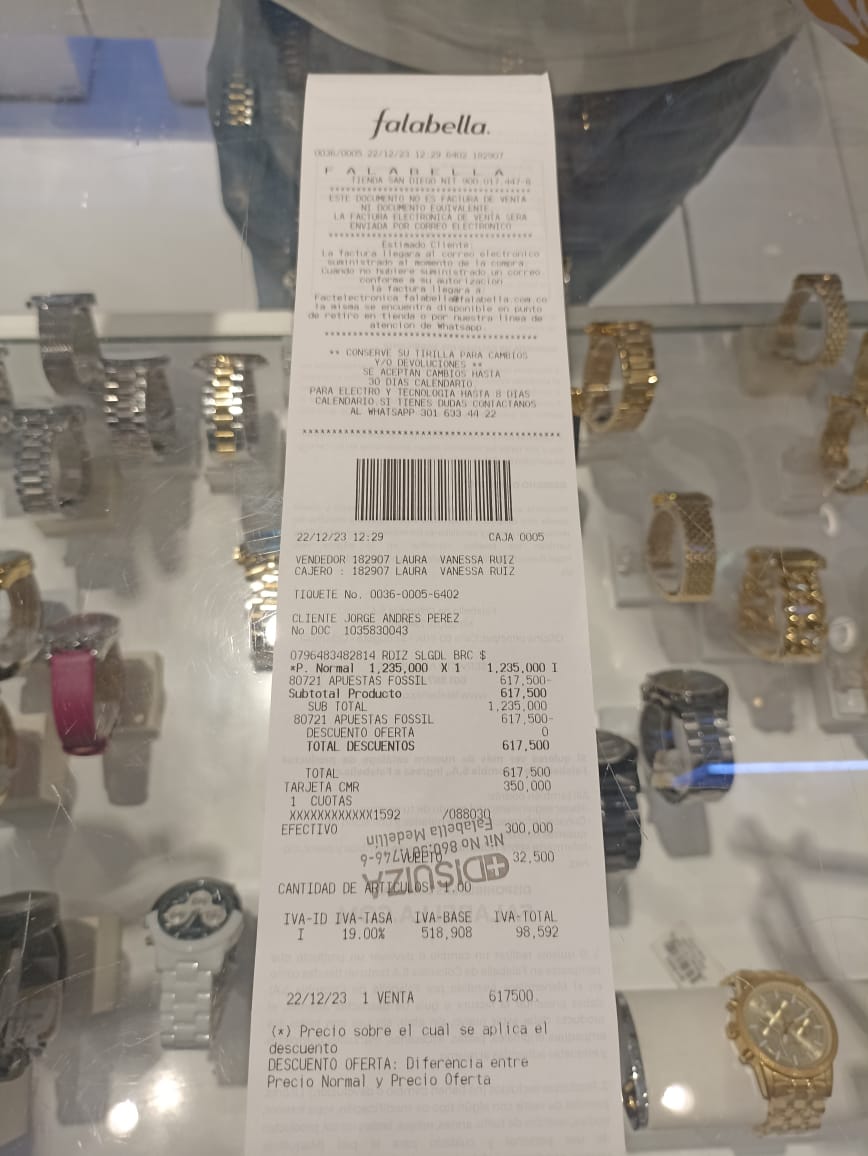 falabella.
0036/0005 22/12/23 12:29 6402 182907
F A L A B E L L A
TIENDA SAN DIEGO NIT 900.017.447-8
ESTE DOCUMENTO NO ES FACTURA DE VENTA
NI DOCUMENTO EQUIVALENTE
LA FACTURA ELECTRONICA DE VENTA SERA
ENVIADA POR CORREO ELECTRONICO
Estimado Cliente:
La factura llegara al correo electronico
suministrado al momento de la compra.
Cuando no hubiere suministrado un correo
conforme a su autorizacion
la factura llegara a:
Factelectronica_falabella@falabella.com.co
la misma se encuentra disponible en punto
de retiro en tienda o por nuestra linea de
atencion de Whatsapp.
** CONSERVE SU TIRILLA PARA CAMBIOS
Y/O DEVOLUCIONES **
SE ACEPTAN CAMBIOS HASTA
30 DIAS CALENDARIO
PARA ELECTRO Y TECNOLOGIA HASTA 8 DIAS
CALENDARIO.SI TIENES DUDAS CONTACTANOS
AL WHATSAPP 301 633 44 22
22/12/23 12:29 CAJA 0005
VENDEDOR 182907 LAURA VANESSA RUIZ
CAJERO : 182907 LAURA VANESSA RUIZ
TIQUETE No. 0036-0005-6402
CLIENTE JORGE ANDRES PEREZ
No DOC 1035830043
0796483482814 RDIZ SLGDL BRC $
*P. Normal 1,235,000 X 1 1,235,000 I
80721 APUESTAS FOSSIL 617,500-
Subtotal Producto 617,500
SUB TOTAL 1,235,000
80721 APUESTAS FOSSIL 617,500-
DESCUENTO OFERTA 0
TOTAL DESCUENTOS 617,500
TOTAL 617,500
TARJETA CMR 350,000
1 CUOTAS
XXXXXXXXXXXX1592 /088030
EFECTIVO 300,000
VUELTO 32,500
DISUIZA
Falabella Medellin
CANTIDAD DE ARTICULOS: 1.00
IVA-ID IVA-TASA IVA-BASE IVA-TOTAL
I 19.00% 518,908 98,592
22/12/23 1 VENTA 617500.
(*) Precio sobre el cual se aplica el
descuento
DESCUENTO OFERTA: Diferencia entre
Precio Normal y Precio Oferta